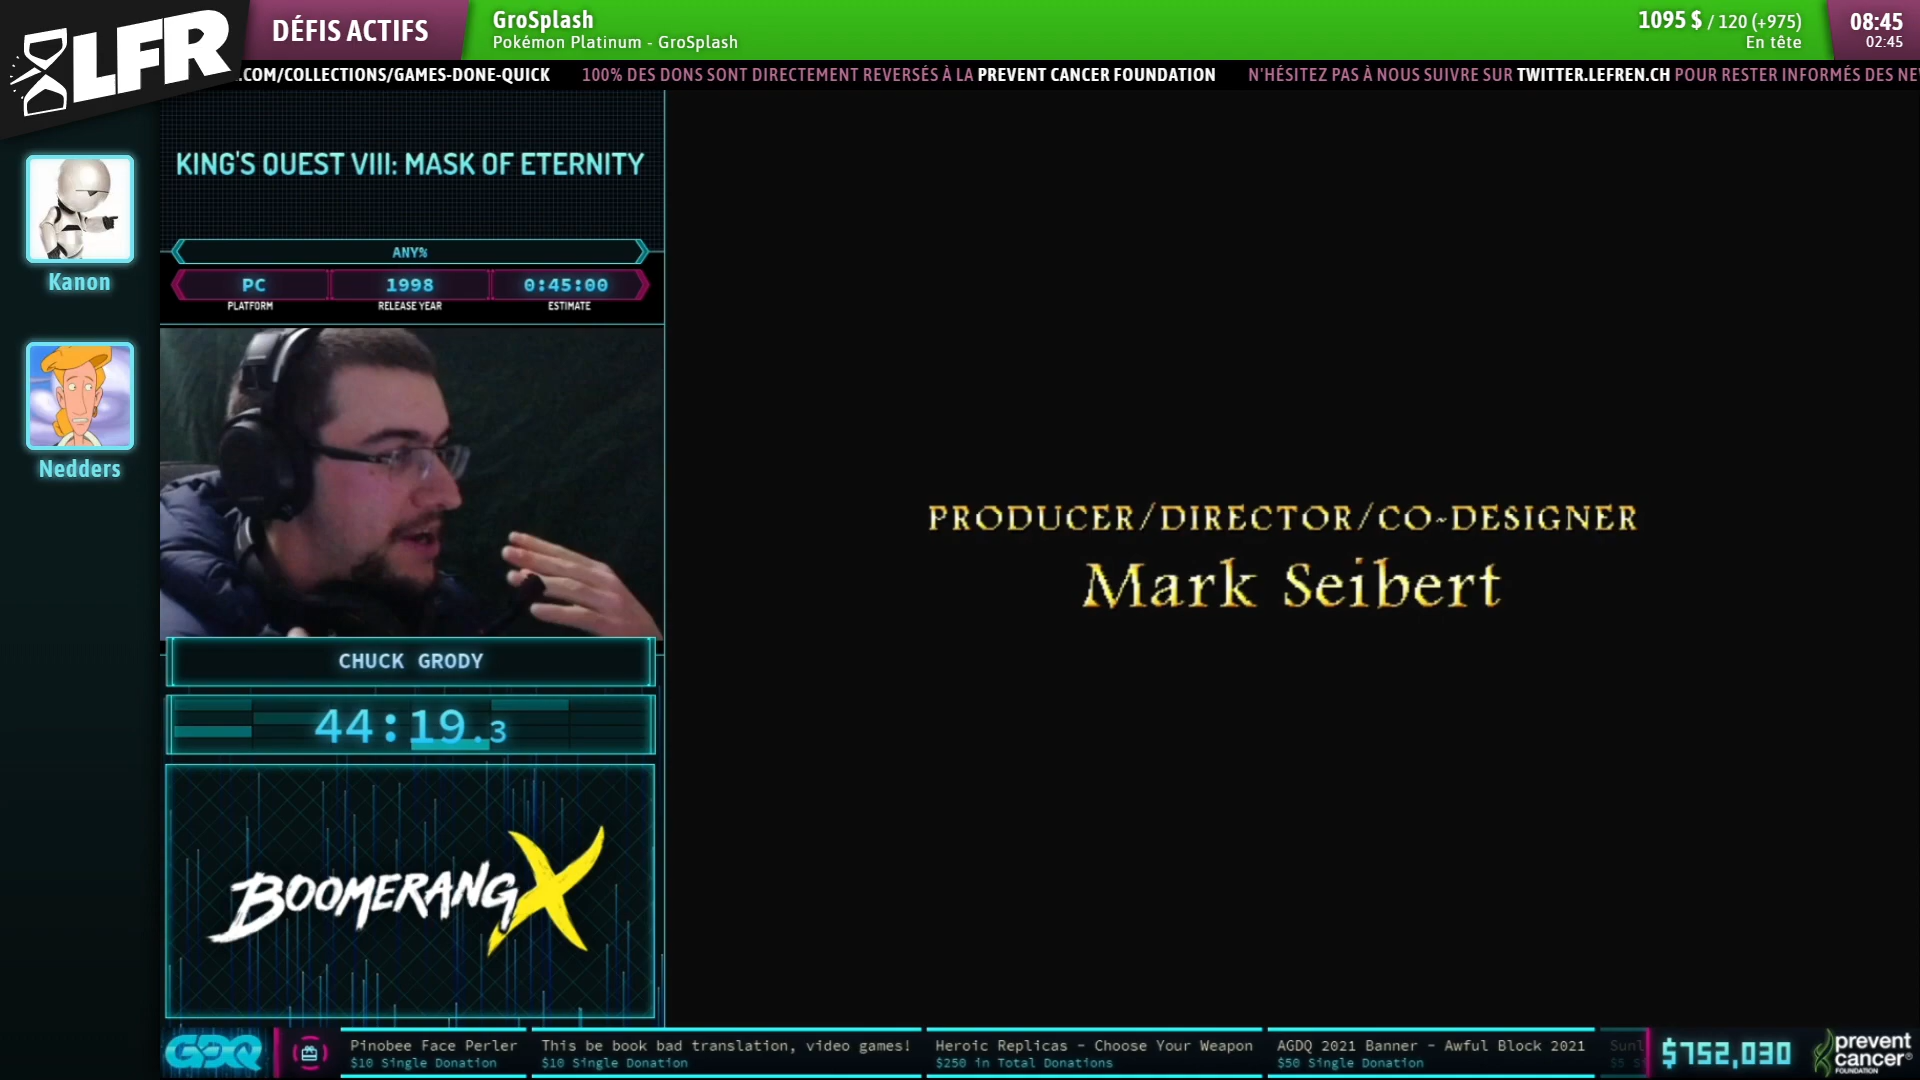 LFR
DÉFIS ACTIFS
GroSplash
Pokémon Platinum - GroSplash
1095 $ / 120 (+975)
En tête
08:45
02:45
.COM/COLLECTIONS/GAMES-DONE-QUICK 100% DES DONS SONT DIRECTEMENT REVERSÉS À LA PREVENT CANCER FOUNDATION N'HÉSITEZ PAS À NOUS SUIVRE SUR TWITTER.LEFREN.CH POUR RESTER INFORMÉS DES NE
KING'S QUEST VIII: MASK OF ETERNITY
ANY%
PC 1998 0:45:00
PLATFORM RELEASE YEAR ESTIMATE
Kanon
Nedders
PRODUCER/DIRECTOR/CO-DESIGNER
Mark Seibert
CHUCK GRODY
44:19.3
BOOMERANG X
GDQ
Pinobee Face Perler
$10 Single Donation
This be book bad translation, video games!
$10 Single Donation
Heroic Replicas - Choose Your Weapon
$250 in Total Donations
AGDQ 2021 Banner - Awful Block 2021
$50 Single Donation
Sunl
$5 S
$752,030
prevent
cancer
FOUNDATION